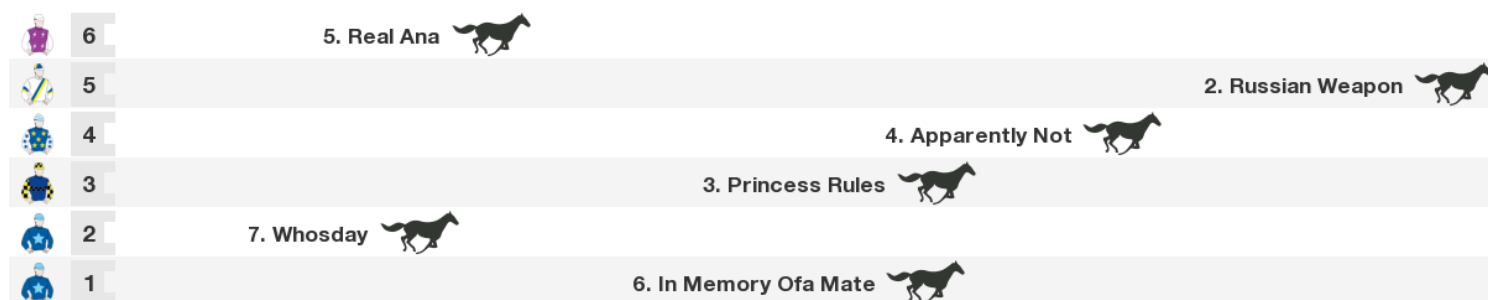 6 5. Real Ana
5 2. Russian Weapon
4 4. Apparently Not
3 3. Princess Rules
2 7. Whosday
1 6. In Memory Ofa Mate